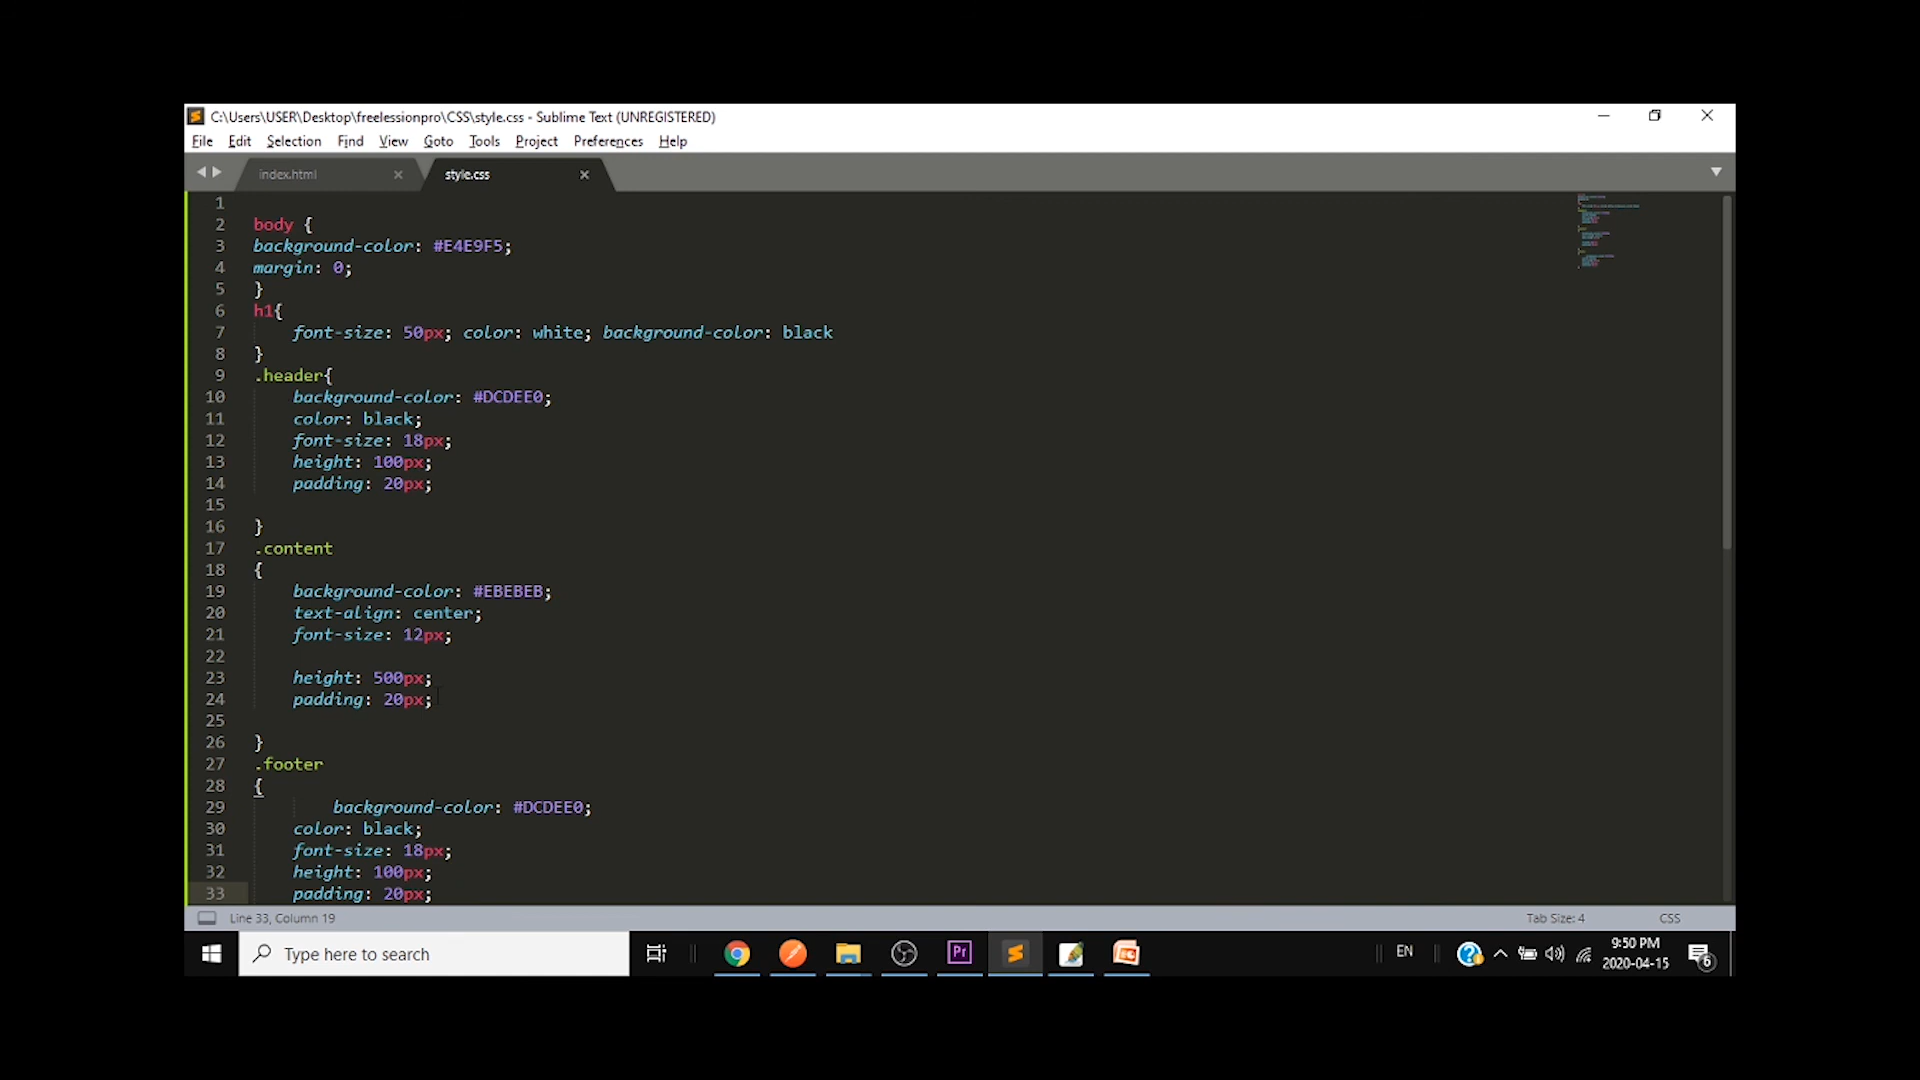 C:\Users\USER\Desktop\freelessionpro\CSS\style.css - Sublime Text (UNREGISTERED)
File Edit Selection Find View Goto Tools Project Preferences Help
index.html style.css
1
2 body {
3 background-color: #E4E9F5;
4 margin: 0;
5 }
6 h1{
7 font-size: 50px; color: white; background-color: black
8 }
9 .header{
10 background-color: #DCDEE0;
11 color: black;
12 font-size: 18px;
13 height: 100px;
14 padding: 20px;
15
16 }
17 .content
18 {
19 background-color: #EBEBEB;
20 text-align: center;
21 font-size: 12px;
22
23 height: 500px;
24 padding: 20px;
25
26 }
27 .footer
28 {
29 background-color: #DCDEE0;
30 color: black;
31 font-size: 18px;
32 height: 100px;
33 padding: 20px;
Line 33, Column 19 Tab Size: 4 CSS
Type here to search Pr EN 9:50 PM
2020-04-15 6